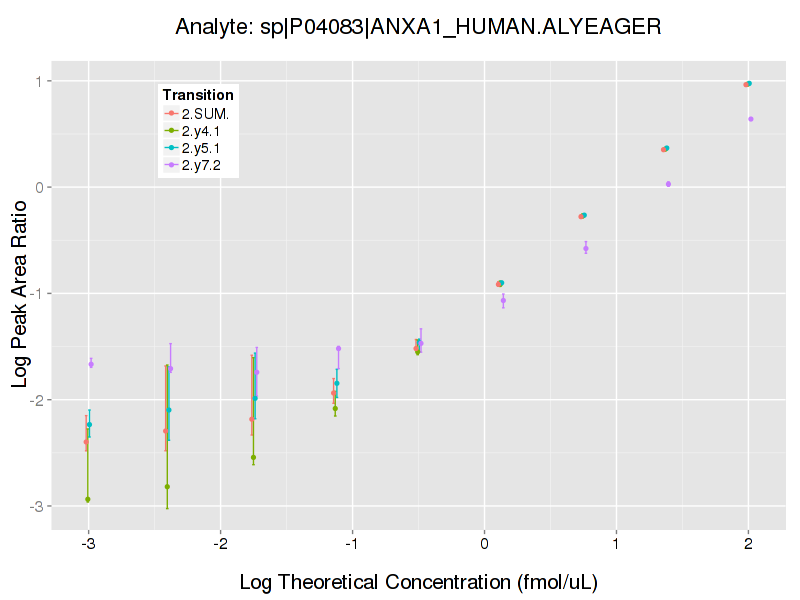 Analyte: sp|P04083|ANXA1_HUMAN.ALYEAGER
Transition
2.SUM.
2.y4.1
2.y5.1
2.y7.2
Log Peak Area Ratio
1
0
-1
-2
-3
-3 -2 -1 0 1 2
Log Theoretical Concentration (fmol/uL)